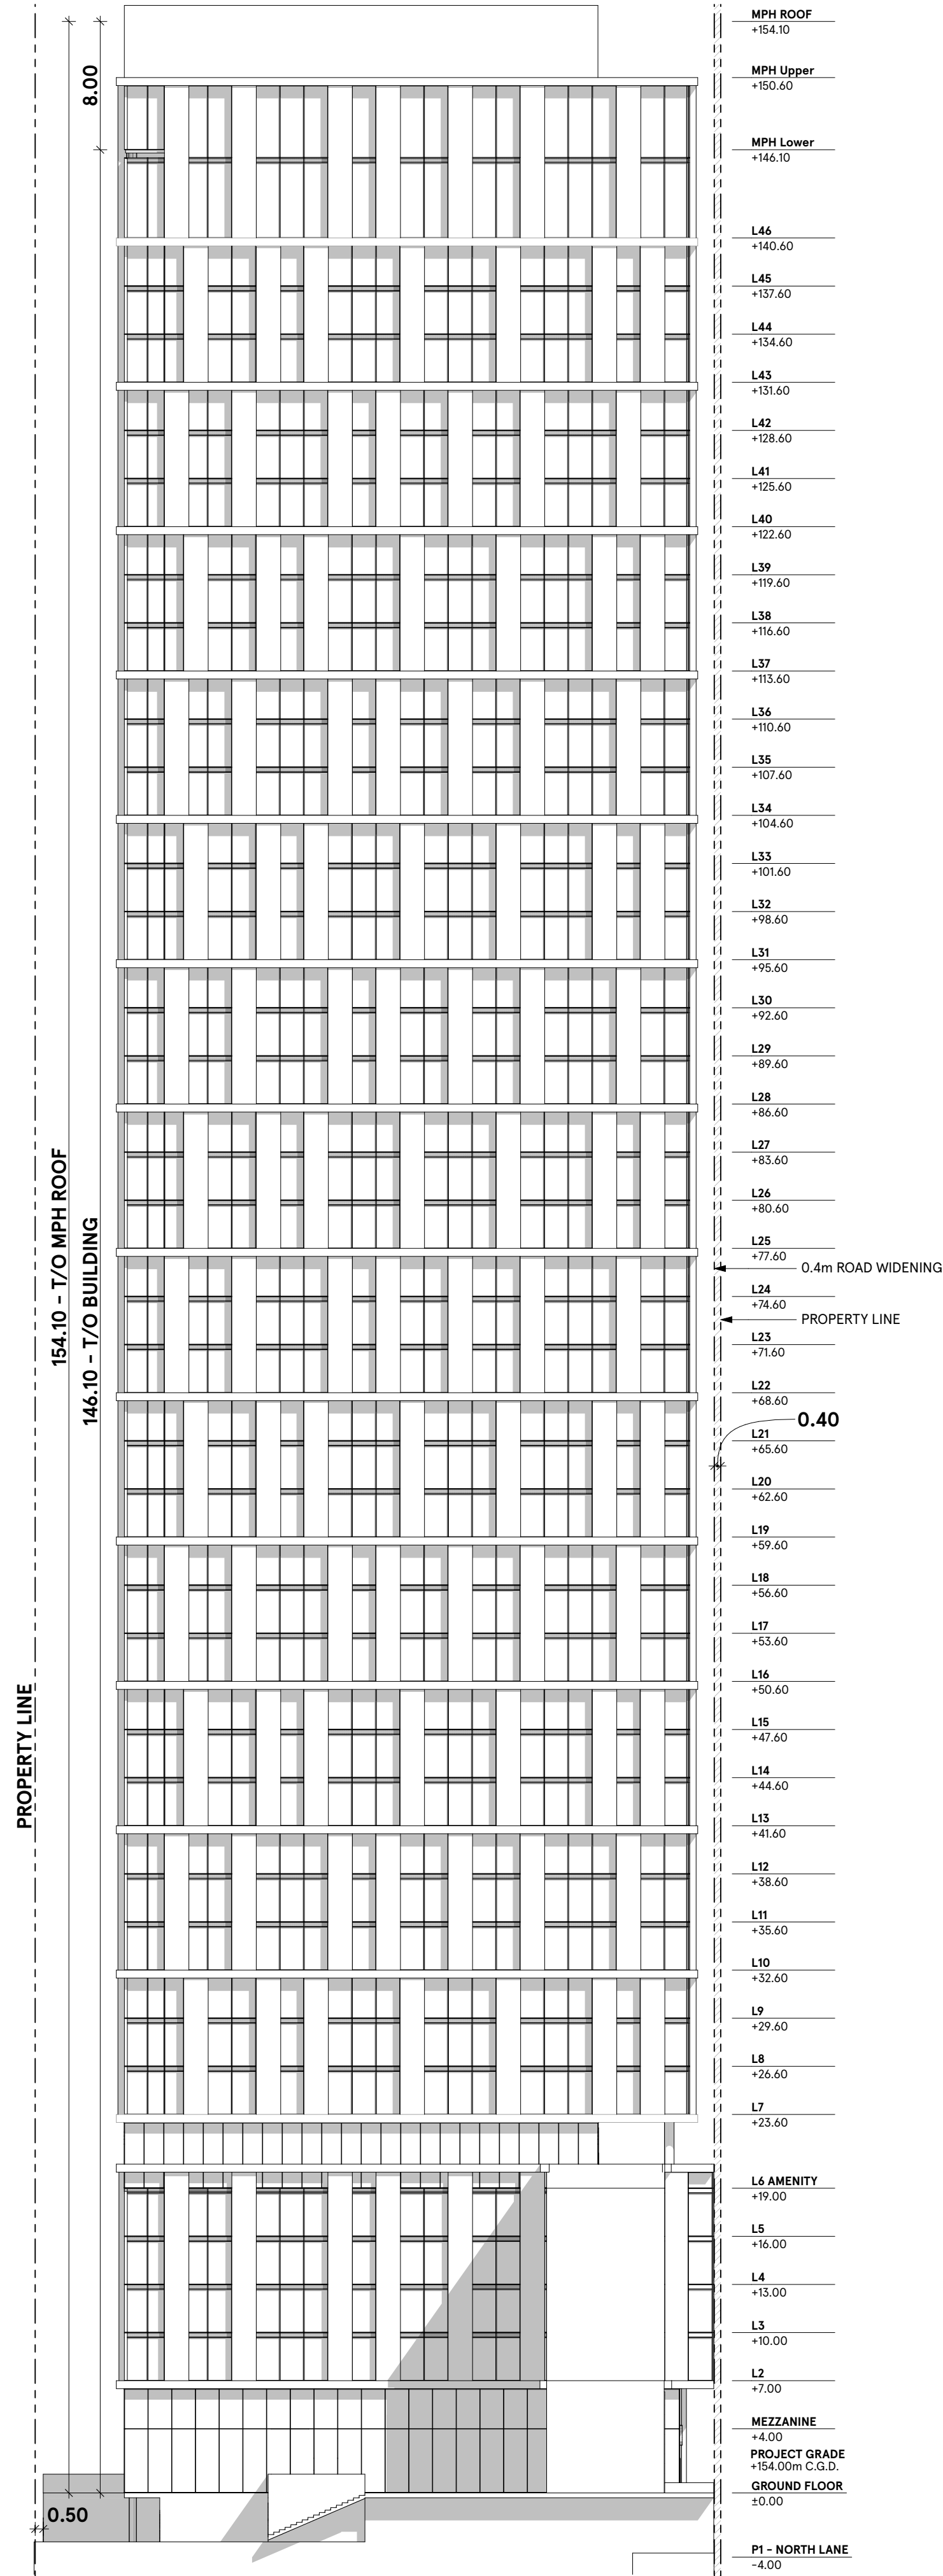 MPH ROOF
+154.10
8.00
MPH Upper
+150.60
MPH Lower
+146.10
L46
+140.60
L45
+137.60
L44
+134.60
L43
+131.60
L42
+128.60
L41
+125.60
L40
+122.60
L39
+119.60
L38
+116.60
L37
+113.60
L36
+110.60
L35
+107.60
L34
+104.60
L33
+101.60
L32
+98.60
L31
+95.60
L30
+92.60
L29
+89.60
L28
+86.60
L27
+83.60
L26
+80.60
154.10 - T/O MPH ROOF
146.10 - T/O BUILDING
L25
+77.60
0.4m ROAD WIDENING
L24
+74.60
PROPERTY LINE
L23
+71.60
L22
+68.60
0.40
L21
+65.60
L20
+62.60
L19
+59.60
L18
+56.60
L17
+53.60
L16
+50.60
PROPERTY LINE
L15
+47.60
L14
+44.60
L13
+41.60
L12
+38.60
L11
+35.60
L10
+32.60
L9
+29.60
L8
+26.60
L7
+23.60
L6 AMENITY
+19.00
L5
+16.00
L4
+13.00
L3
+10.00
L2
+7.00
MEZZANINE
+4.00
PROJECT GRADE
+154.00m C.G.D.
GROUND FLOOR
±0.00
0.50
P1 - NORTH LANE
-4.00